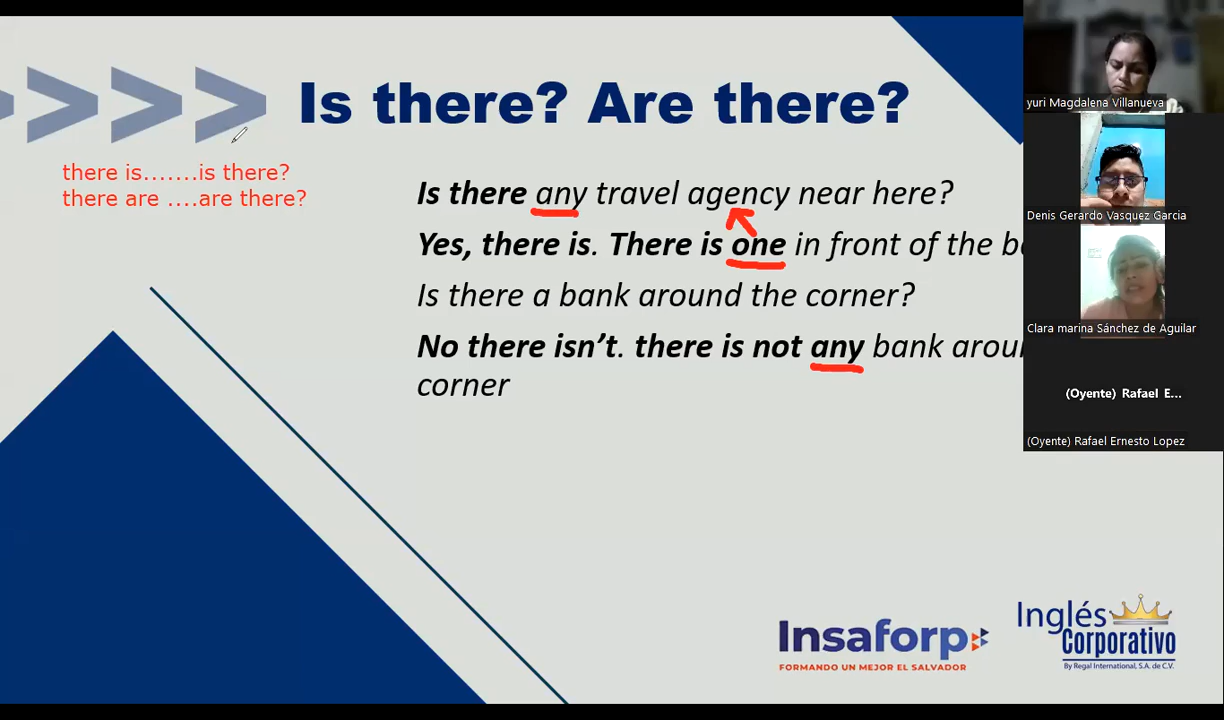 Is there? Are there?
there is.......is there?
there are ....are there?
Is there any travel agency near here?
Yes, there is. There is one in front of the
Is there a bank around the corner?
No there isn't. there is not any bank
corner
yuri Magdalena Villanueva
Denis Gerardo Vasquez Garcia
Clara marina Sánchez de Aguilar
(Oyente) Rafael E...
(Oyente) Rafael Ernesto Lopez
Insaforp
FORMANDO UN MEJOR EL SALVADOR
Inglés
Corporativo
By Regal International, S.A. de C.V.